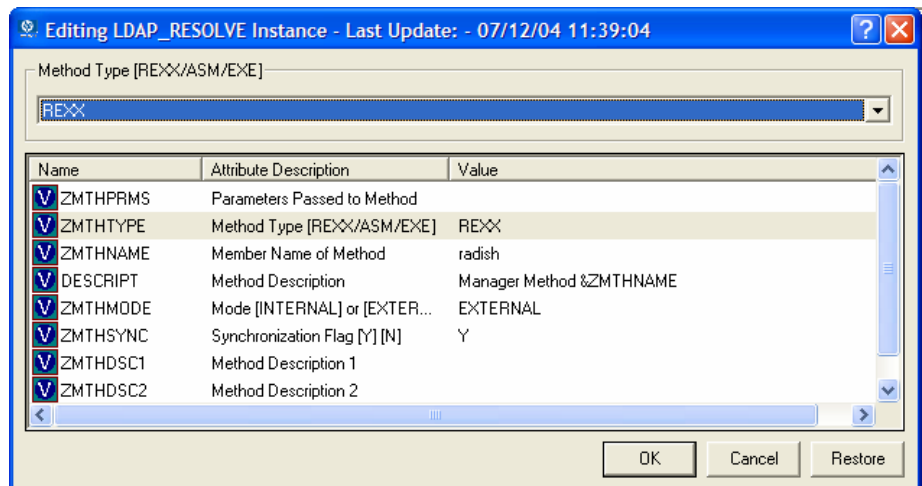 Editing LDAP_RESOLVE Instance - Last Update: - 07/12/04 11:39:04
Method Type [REXX/ASM/EXE]
REXX
Name Attribute Description Value
V ZMTHPRMS Parameters Passed to Method
V ZMTHTYPE Method Type [REXX/ASM/EXE] REXX
V ZMTHNAME Member Name of Method radish
V DESCRIPT Method Description Manager Method &ZMTHNAME
V ZMTHMODE Mode [INTERNAL] or [EXTER... EXTERNAL
V ZMTHSYNC Synchronization Flag [Y] [N] Y
V ZMTHDSC1 Method Description 1
V ZMTHDSC2 Method Description 2
OK Cancel Restore